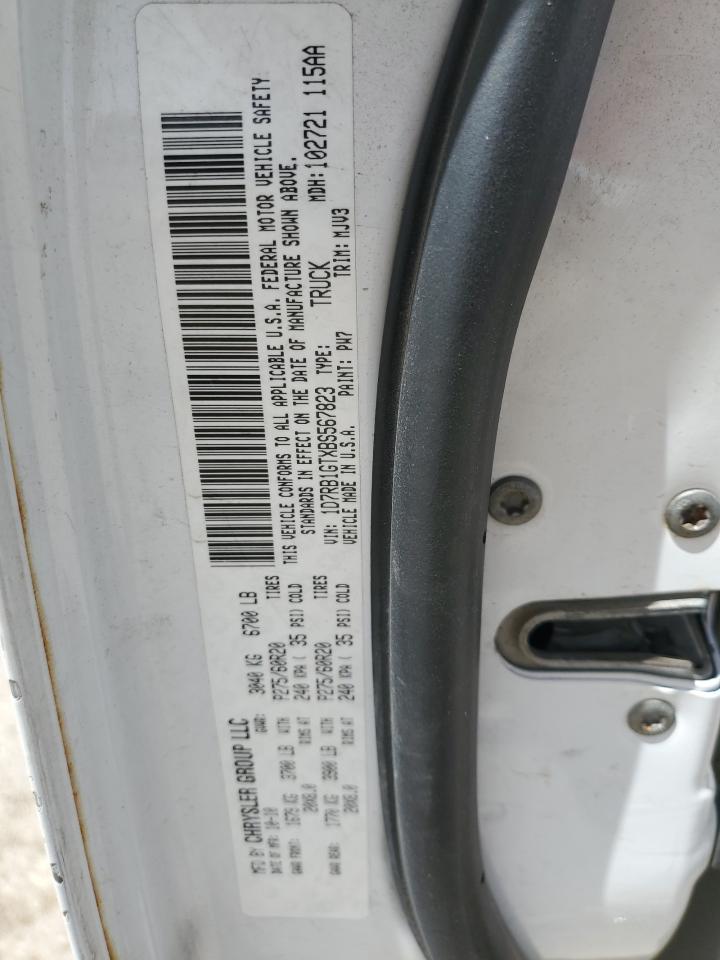 MFD BY CHRYSLER GROUP LLC
DATE OF MFR: 10-10 GVWR: 3040 KG 6700 LB
GAWR FRONT: 1679 KG 3700 LB WITH P275/60R20 TIRES
20X8.0 RIMS AT 240 KPA ( 35 PSI) COLD
GAWR REAR: 1770 KG 3900 LB WITH P275/60R20 TIRES
20X8.0 RIMS AT 240 KPA ( 35 PSI) COLD
THIS VEHICLE CONFORMS TO ALL APPLICABLE U.S.A. FEDERAL MOTOR VEHICLE SAFETY
STANDARDS IN EFFECT ON THE DATE OF MANUFACTURE SHOWN ABOVE.
VIN: 1D7RB1GTXBS567823 TYPE: TRUCK MDH: 102721 115AA
VEHICLE MADE IN U.S.A. PAINT: PW7 TRIM: MJV3